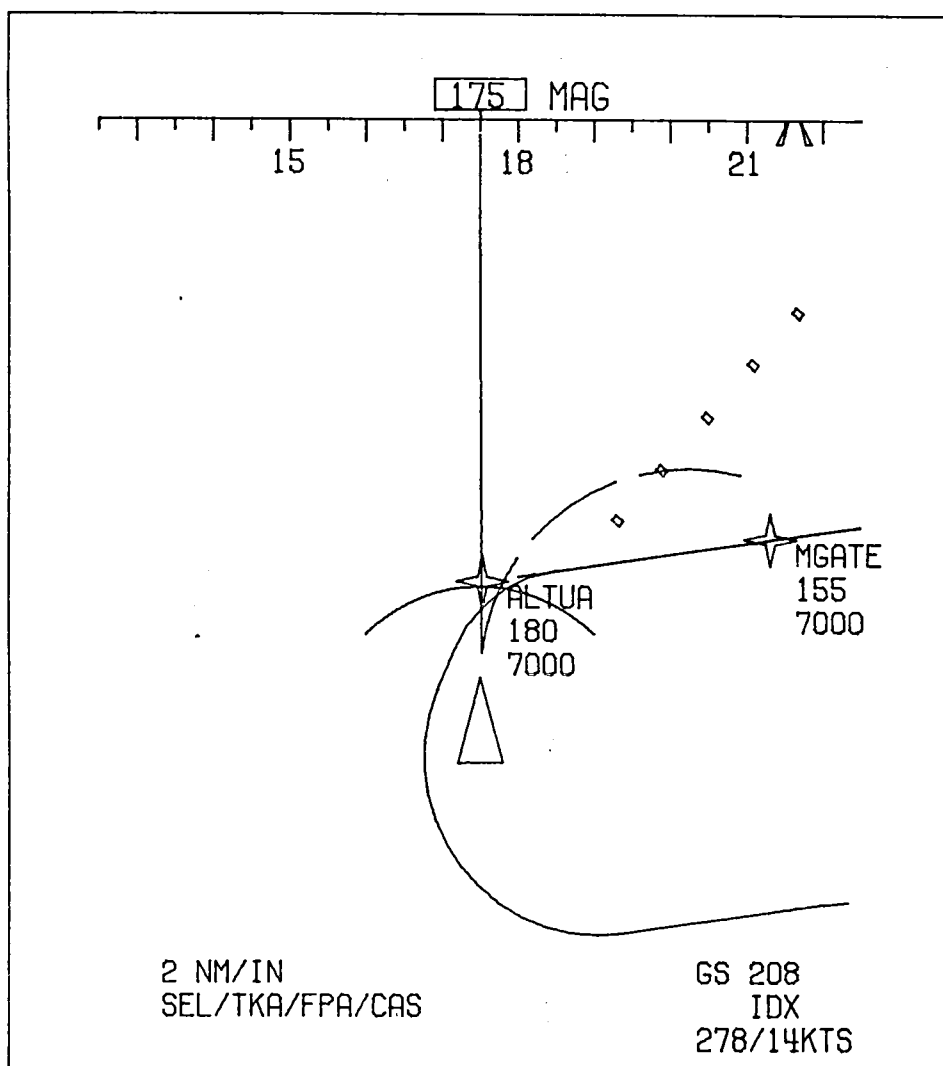 175 MAG
15 18 21
MGATE
155
7000
ALTUA
180
7000
2 NM/IN
SEL/TKA/FPA/CAS
GS 208
IDX
278/14KTS